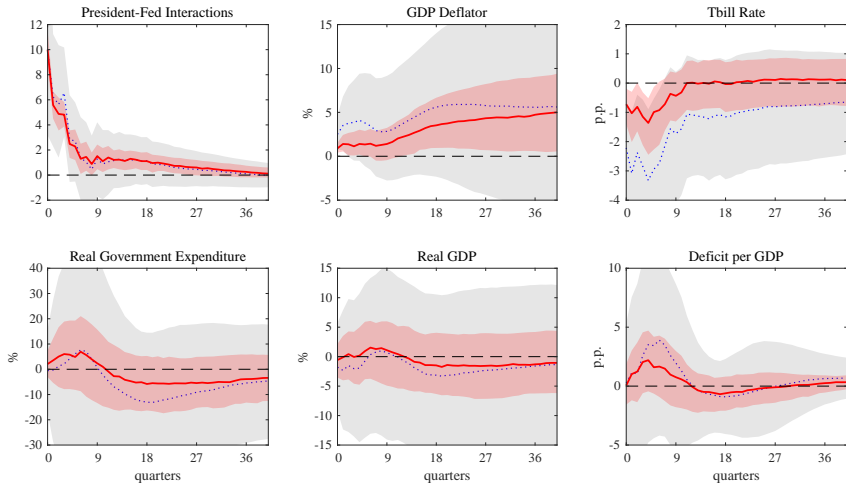 President-Fed Interactions
12
10
8
6
4
2
0
-2
0 9 18 27 36
GDP Deflator
%
15
10
5
0
-5
0 9 18 27 36
Tbill Rate
p.p.
2
1
0
-1
-2
-3
-4
0 9 18 27 36
Real Government Expenditure
%
40
30
20
10
0
-10
-20
-30
0 9 18 27 36
quarters
Real GDP
%
15
10
5
0
-5
-10
-15
0 9 18 27 36
quarters
Deficit per GDP
p.p.
10
5
0
-5
0 9 18 27 36
quarters